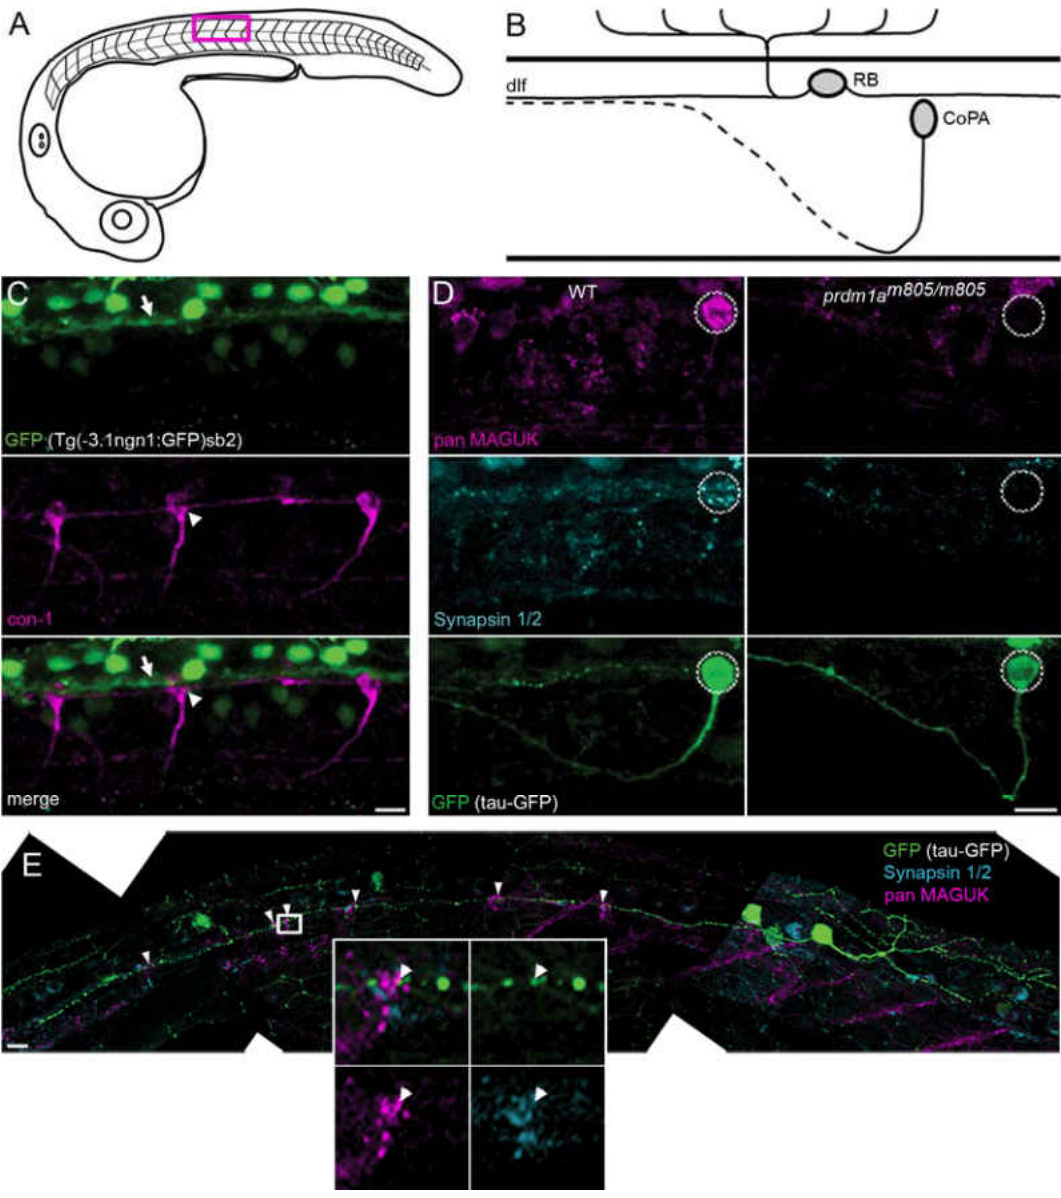 A
B
dlf
RB
CoPA
C
GFP (Tg(-3.1ngn1:GFP)sb2)
con-1
merge
D
WT
prdm1a m805/m805
pan MAGUK
Synapsin 1/2
GFP (tau-GFP)
E
GFP (tau-GFP)
Synapsin 1/2
pan MAGUK